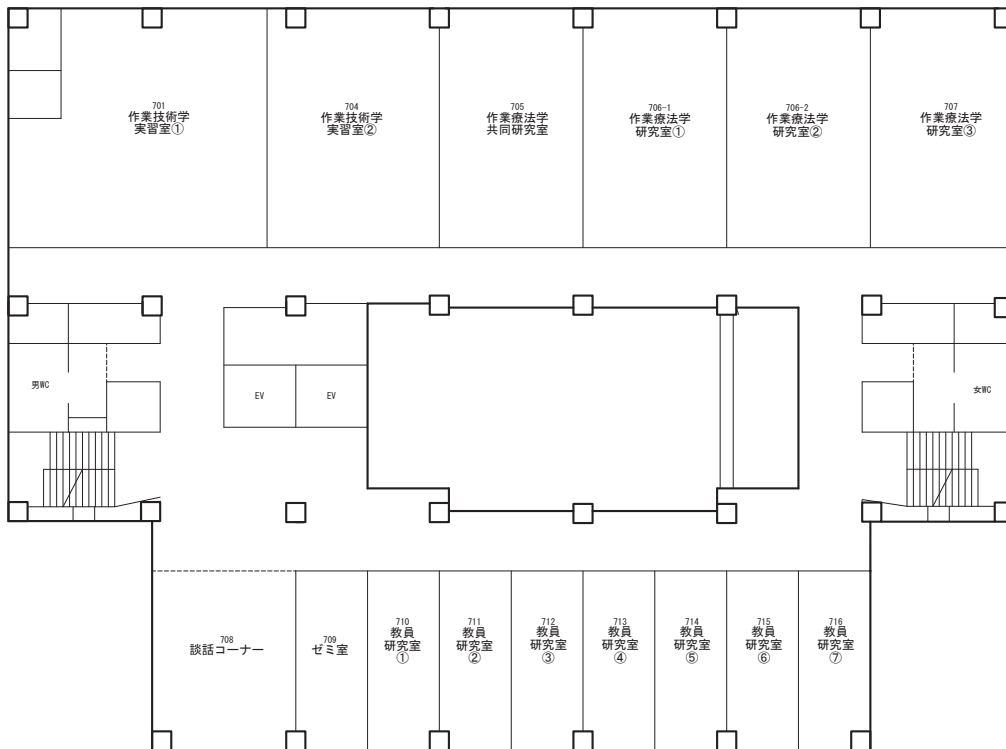 701
作業技術学
実習室①
704
作業技術学
実習室②
705
作業療法学
共同研究室
706-1
作業療法学
研究室①
706-2
作業療法学
研究室②
707
作業療法学
研究室③
男WC
EV
EV
女WC
708
談話コーナー
709
ゼミ室
710
教員
研究室
①
711
教員
研究室
②
712
教員
研究室
③
713
教員
研究室
④
714
教員
研究室
⑤
715
教員
研究室
⑥
716
教員
研究室
⑦